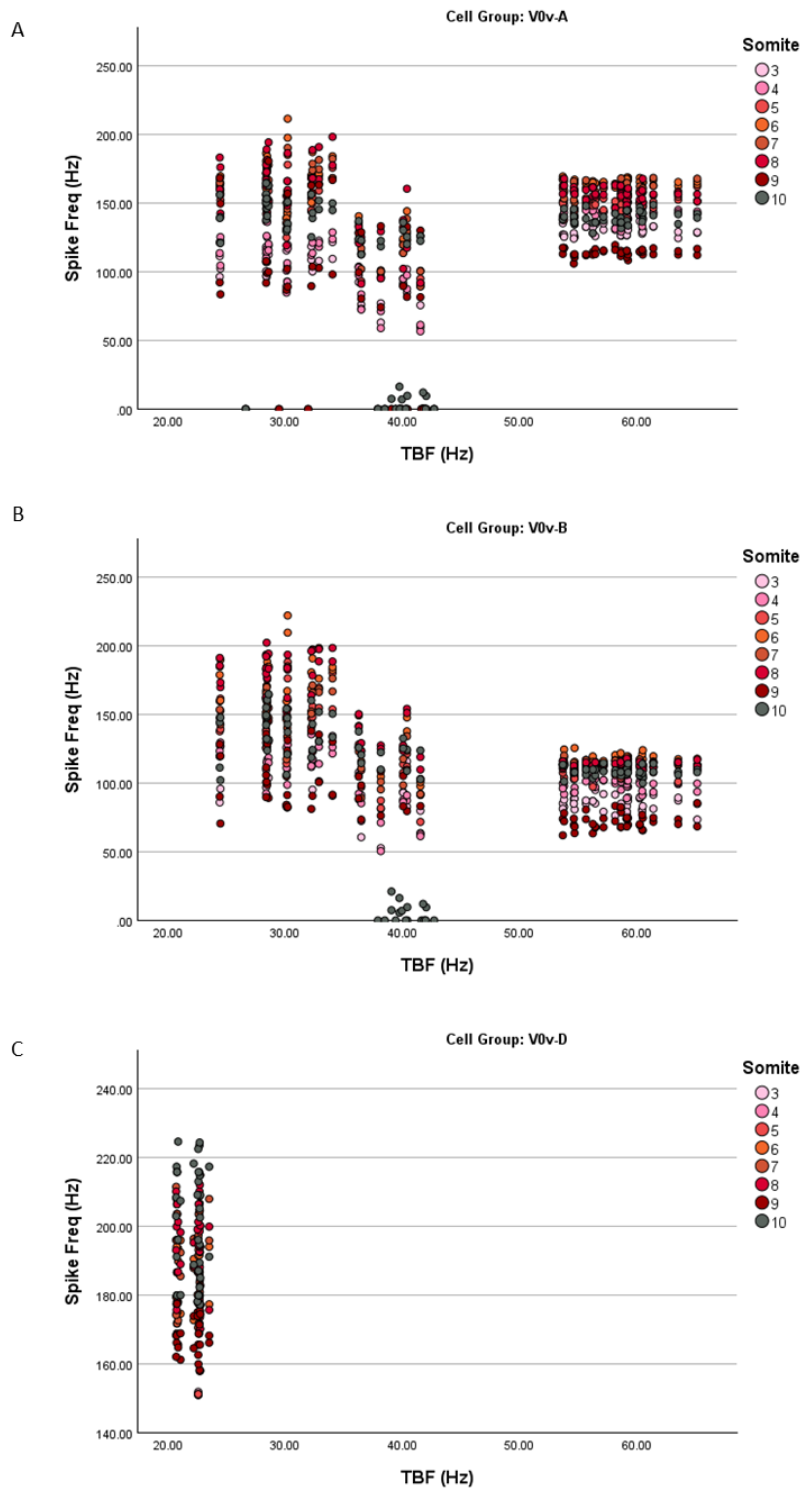 A
Cell Group: V0v-A
Spike Freq (Hz)
250.00
200.00
150.00
100.00
50.00
.00
20.00 30.00 40.00 50.00 60.00
TBF (Hz)
Somite
3
4
5
6
7
8
9
10
B
Cell Group: V0v-B
Spike Freq (Hz)
250.00
200.00
150.00
100.00
50.00
.00
20.00 30.00 40.00 50.00 60.00
TBF (Hz)
Somite
3
4
5
6
7
8
9
10
C
Cell Group: V0v-D
Spike Freq (Hz)
240.00
220.00
200.00
180.00
160.00
140.00
20.00 30.00 40.00 50.00 60.00
TBF (Hz)
Somite
3
4
5
6
7
8
9
10